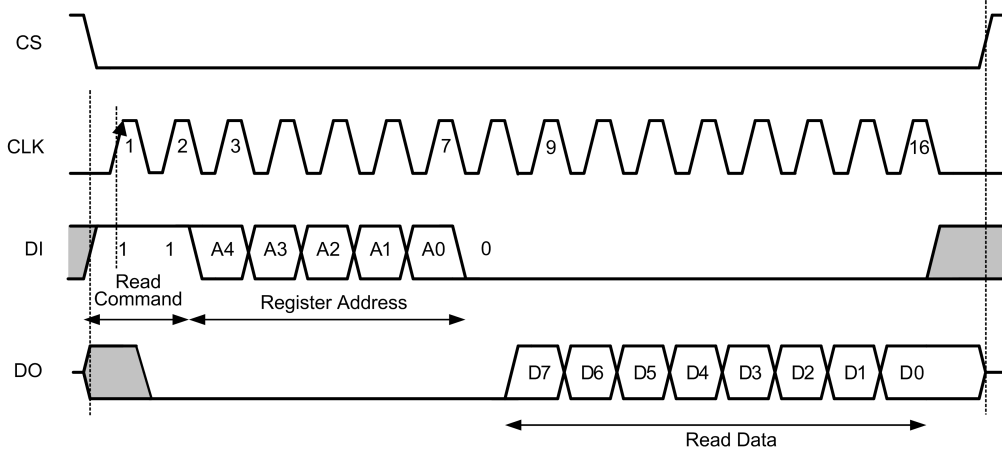 CS
CLK
1 2 3 7 9 16
DI
1 1 A4 A3 A2 A1 A0 0
Read
Command
Register Address
DO
D7 D6 D5 D4 D3 D2 D1 D0
Read Data